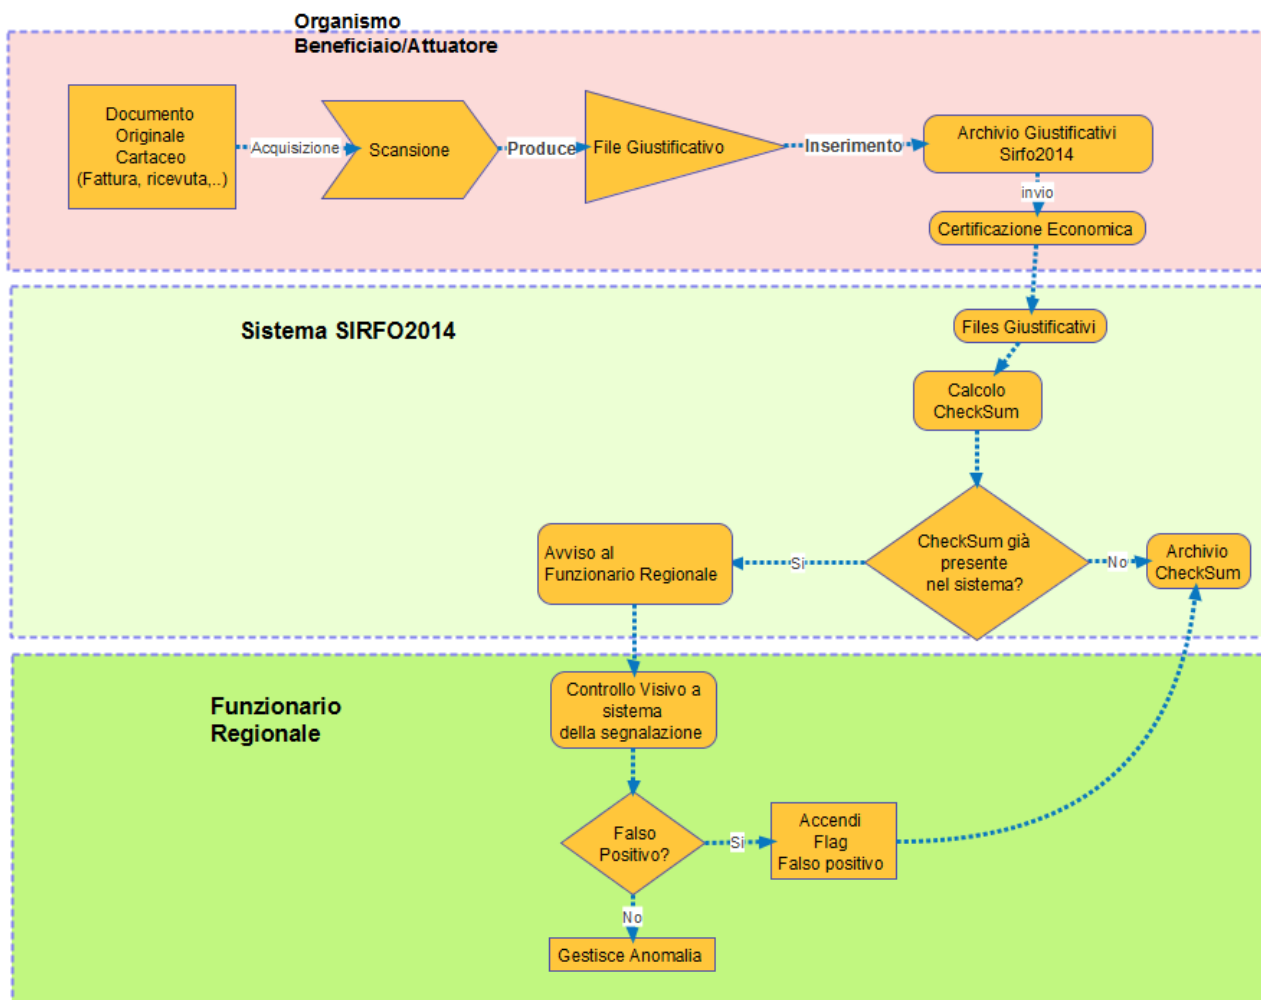 Organismo
Beneficiaio/Attuatore
Documento
Originale
Cartaceo
(Fattura, ricevuta,..)
Acquisizione
Scansione
Produce
File Giustificativo
Inserimento
Archivio Giustificativi
Sirfo2014
invio
Certificazione Economica
Sistema SIRFO2014
Files Giustificativi
Calcolo
CheckSum
CheckSum già
presente
nel sistema?
Si
No
Avviso al
Funzionario Regionale
Archivio
CheckSum
Funzionario
Regionale
Controllo Visivo a
sistema
della segnalazione
Falso
Positivo?
Si
Accendi
Flag
Falso positivo
No
Gestisce Anomalia